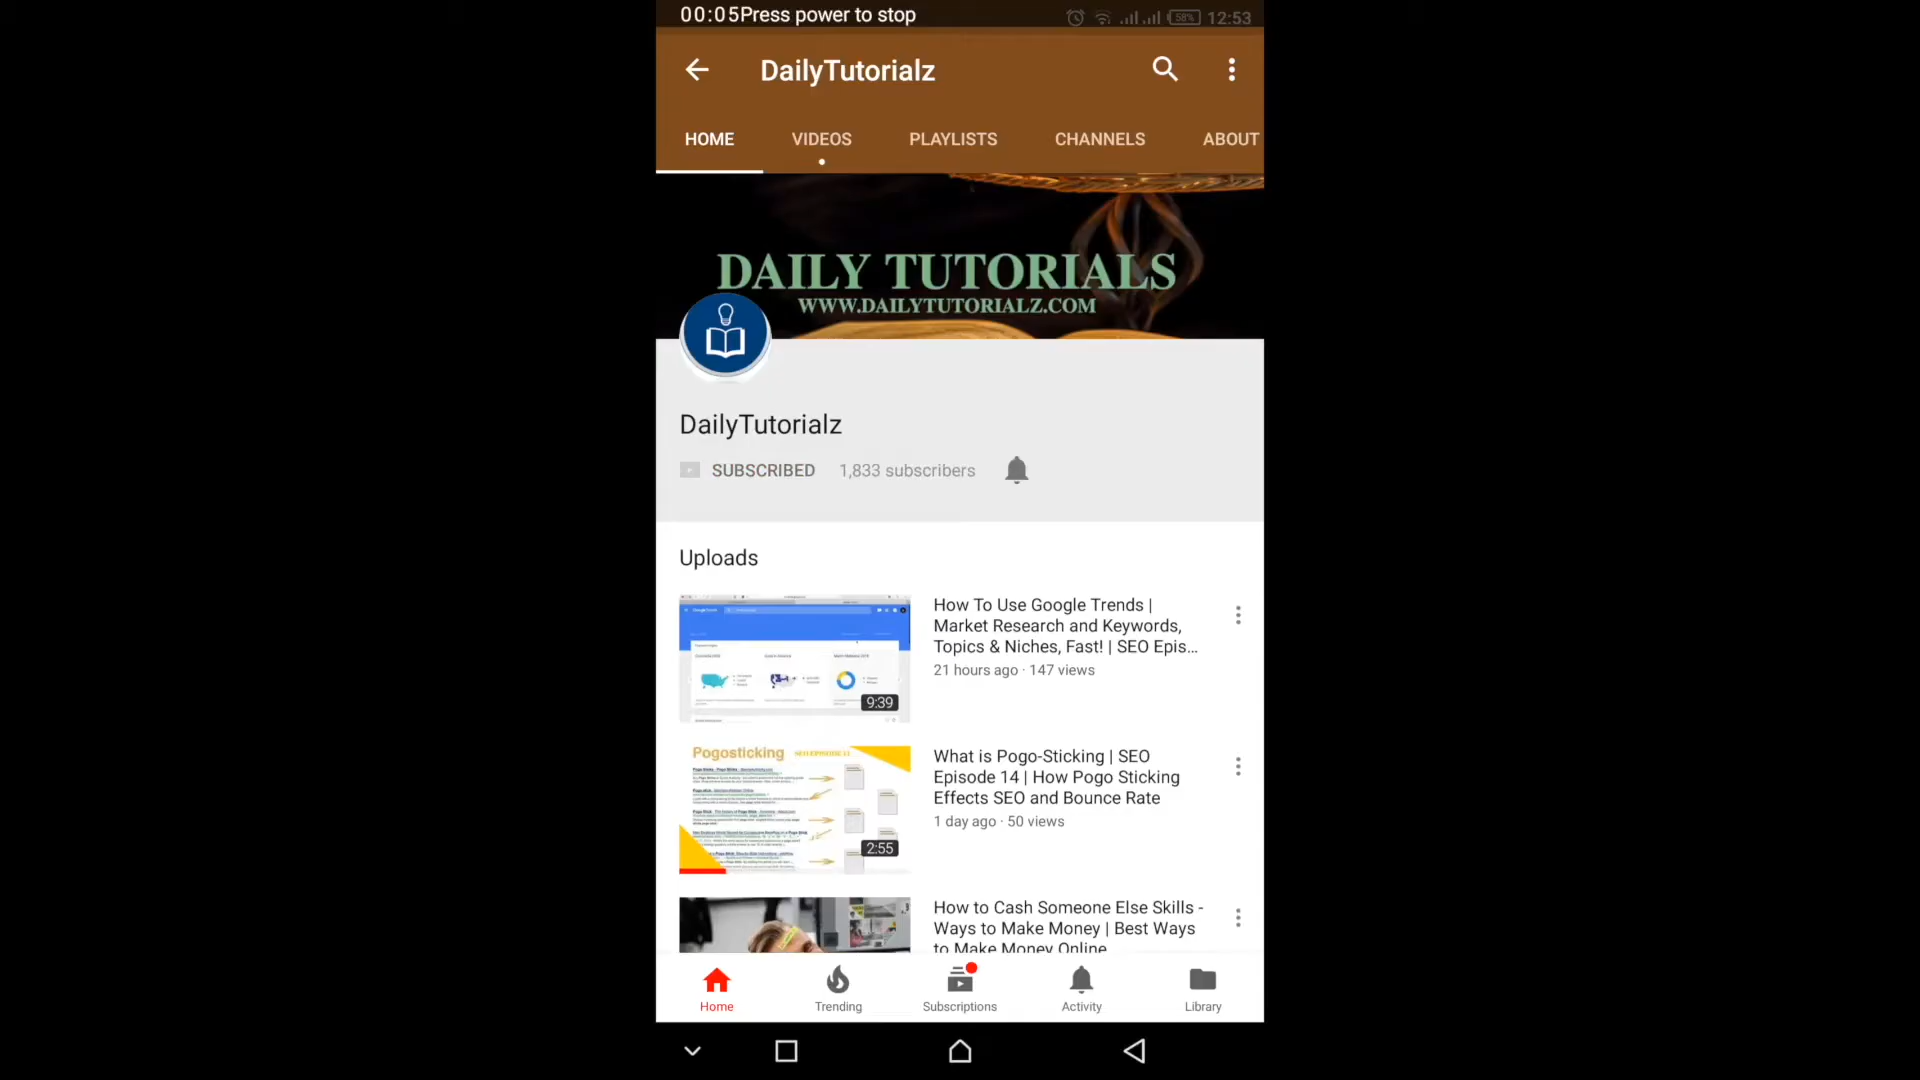 00:05Press power to stop
58%
12:53
DailyTutorialz
HOME VIDEOS PLAYLISTS CHANNELS ABOUT
DAILY TUTORIALS
WWW.DAILYTUTORIALZ.COM
DailyTutorialz
SUBSCRIBED 1,833 subscribers
Uploads
9:39
How To Use Google Trends |
Market Research and Keywords,
Topics & Niches, Fast! | SEO Epis...
21 hours ago · 147 views
Pogosticking
2:55
What is Pogo-Sticking | SEO
Episode 14 | How Pogo Sticking
Effects SEO and Bounce Rate
1 day ago · 50 views
How to Cash Someone Else Skills -
Ways to Make Money | Best Ways
to Make Money Online
Home Trending Subscriptions Activity Library